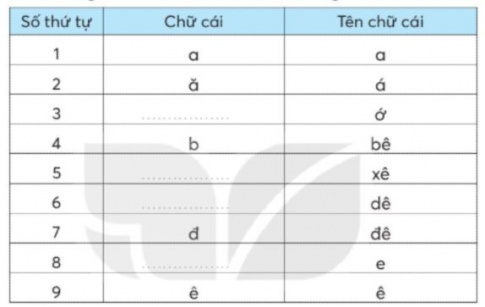 Số thứ tự Chữ cái Tên chữ cái
1 a a
2 ă á
3 ................ ớ
4 b bê
5 ................ xê
6 ................ dê
7 đ đê
8 ................ e
9 ê ê